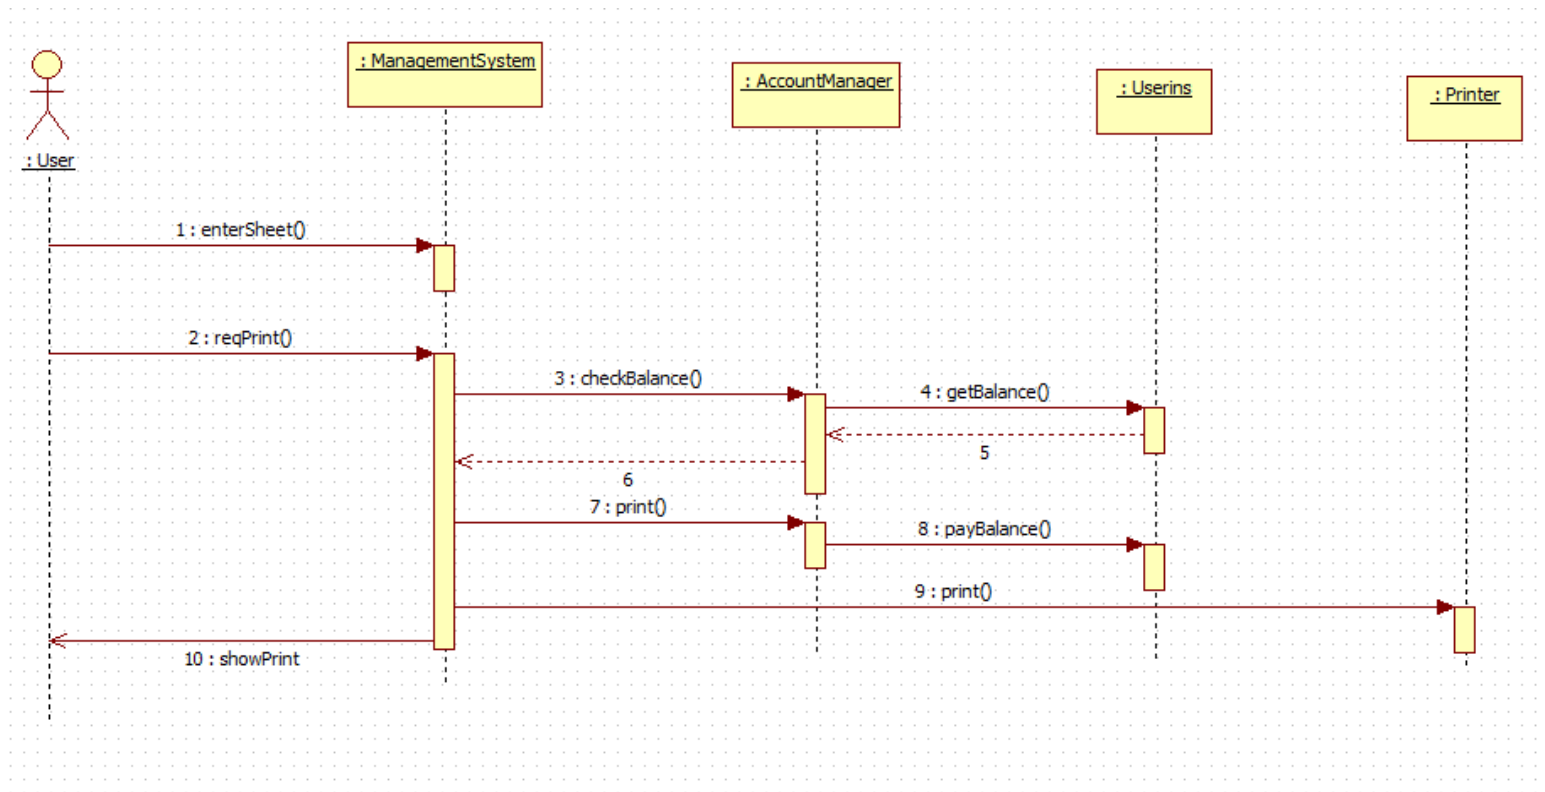 : User
: ManagementSystem
: AccountManager
: Userins
: Printer
1 : enterSheet()
2 : reqPrint()
3 : checkBalance()
4 : getBalance()
5
6
7 : print()
8 : payBalance()
9 : print()
10 : showPrint